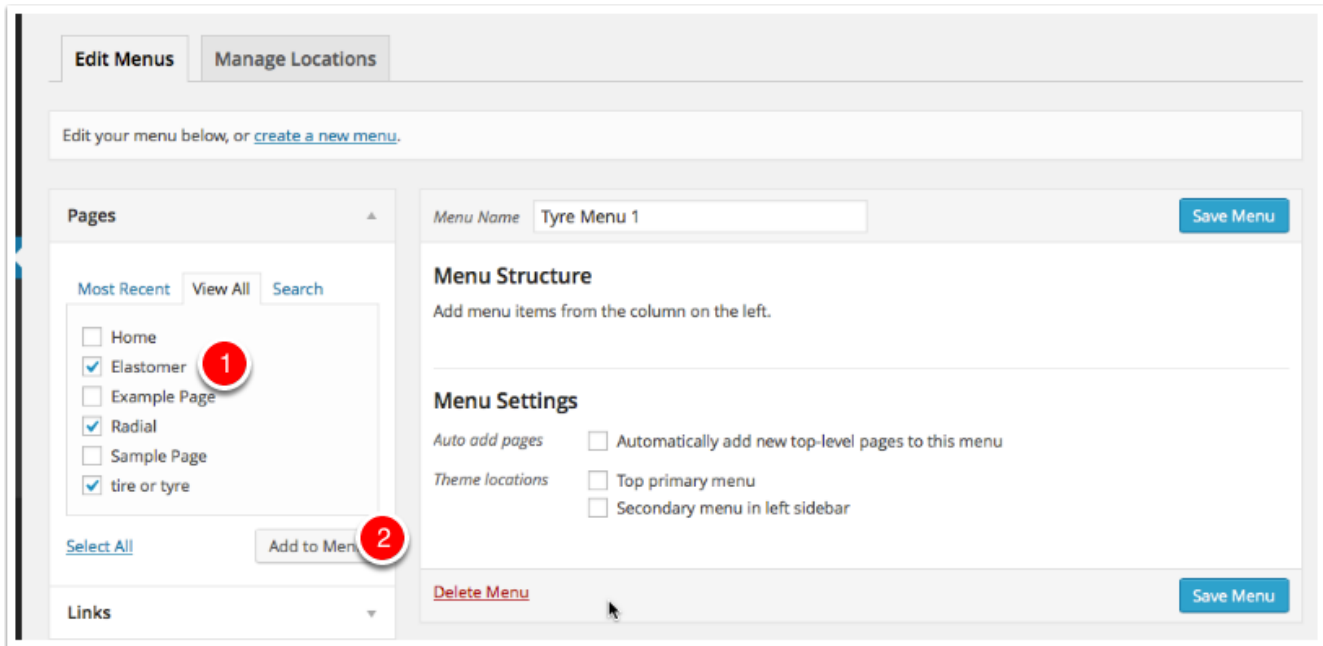 Edit Menus Manage Locations
Edit your menu below, or create a new menu.
Pages
Most Recent View All Search
Home
Elastomer 1
Example Page
Radial
Sample Page
tire or tyre
Select All Add to Men 2
Links
Menu Name Tyre Menu 1 Save Menu
Menu Structure
Add menu items from the column on the left.
Menu Settings
Auto add pages Automatically add new top-level pages to this menu
Theme locations Top primary menu
Secondary menu in left sidebar
Delete Menu Save Menu